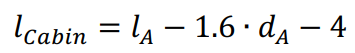 l_Cabin = l_A − 1.6 · d_A − 4